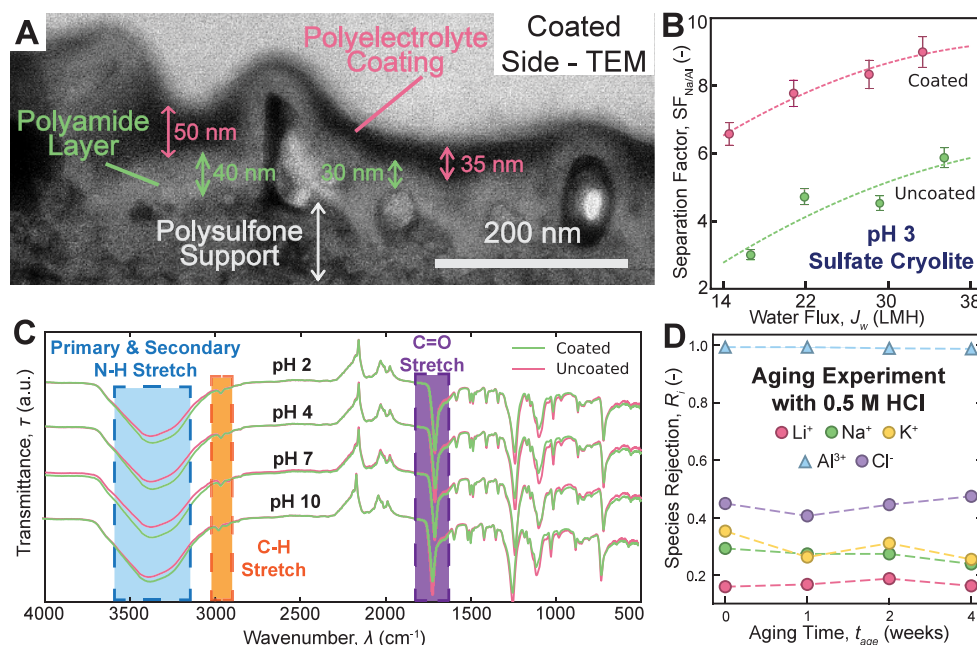 A
Coated
Side - TEM
Polyelectrolyte
Coating
Polyamide
Layer
50 nm
40 nm
30 nm
35 nm
Polysulfone
Support
200 nm
B
Separation Factor, SF_Na/Al (-)
10
8
6
4
2
Coated
Uncoated
pH 3
Sulfate Cryolite
14 22 30 38
Water Flux, J_w (LMH)
C
Primary & Secondary
N-H Stretch
C=O
Stretch
Coated
Uncoated
pH 2
pH 4
pH 7
pH 10
C-H
Stretch
Transmittance, τ (a.u.)
4000 3500 3000 2500 2000 1500 1000 500
Wavenumber, λ (cm⁻¹)
D
Species Rejection, R_i (-)
1.0
0.8
0.6
0.4
0.2
Aging Experiment
with 0.5 M HCl
Li⁺ Na⁺ K⁺
Al³⁺ Cl⁻
0 1 2 4
Aging Time, t_age (weeks)